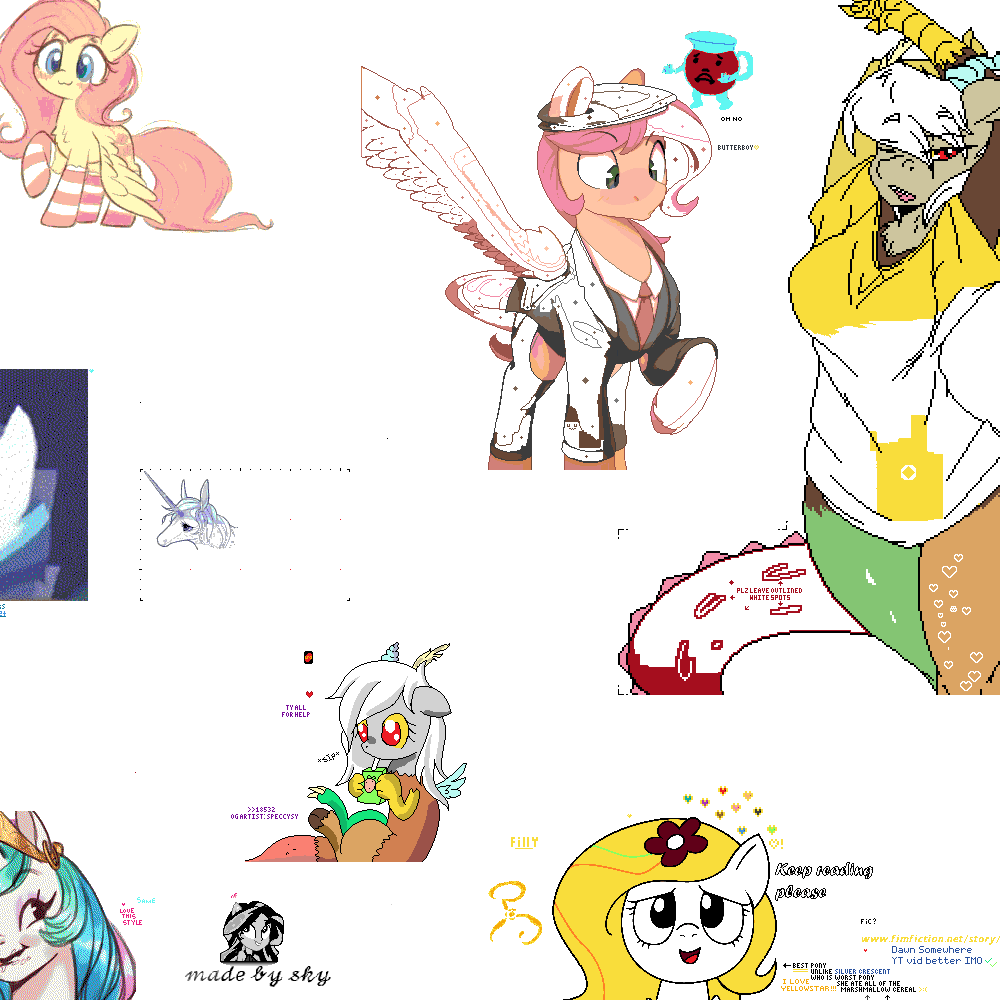 OH NO
BUTTERBOY
PLZ LEAVE OUTLINED
WHITE SPOTS
TY ALL
FOR HELP
*SIP*
>>18532
OG ARTIST:SPECCYSY
FillY
Keep reading
please
LOVE
THIS
STYLE
made by sky
FiC?
www.fimfiction.net/story/
Dawn Somewhere
YT vid better IMO
BEST PONY
UNLIKE SILVER CRESCENT
WHO IS WORST PONY
I LOVE
YELLOWSTAR!!!
SHE ATE ALL OF THE
MARSHMALLOW CEREAL